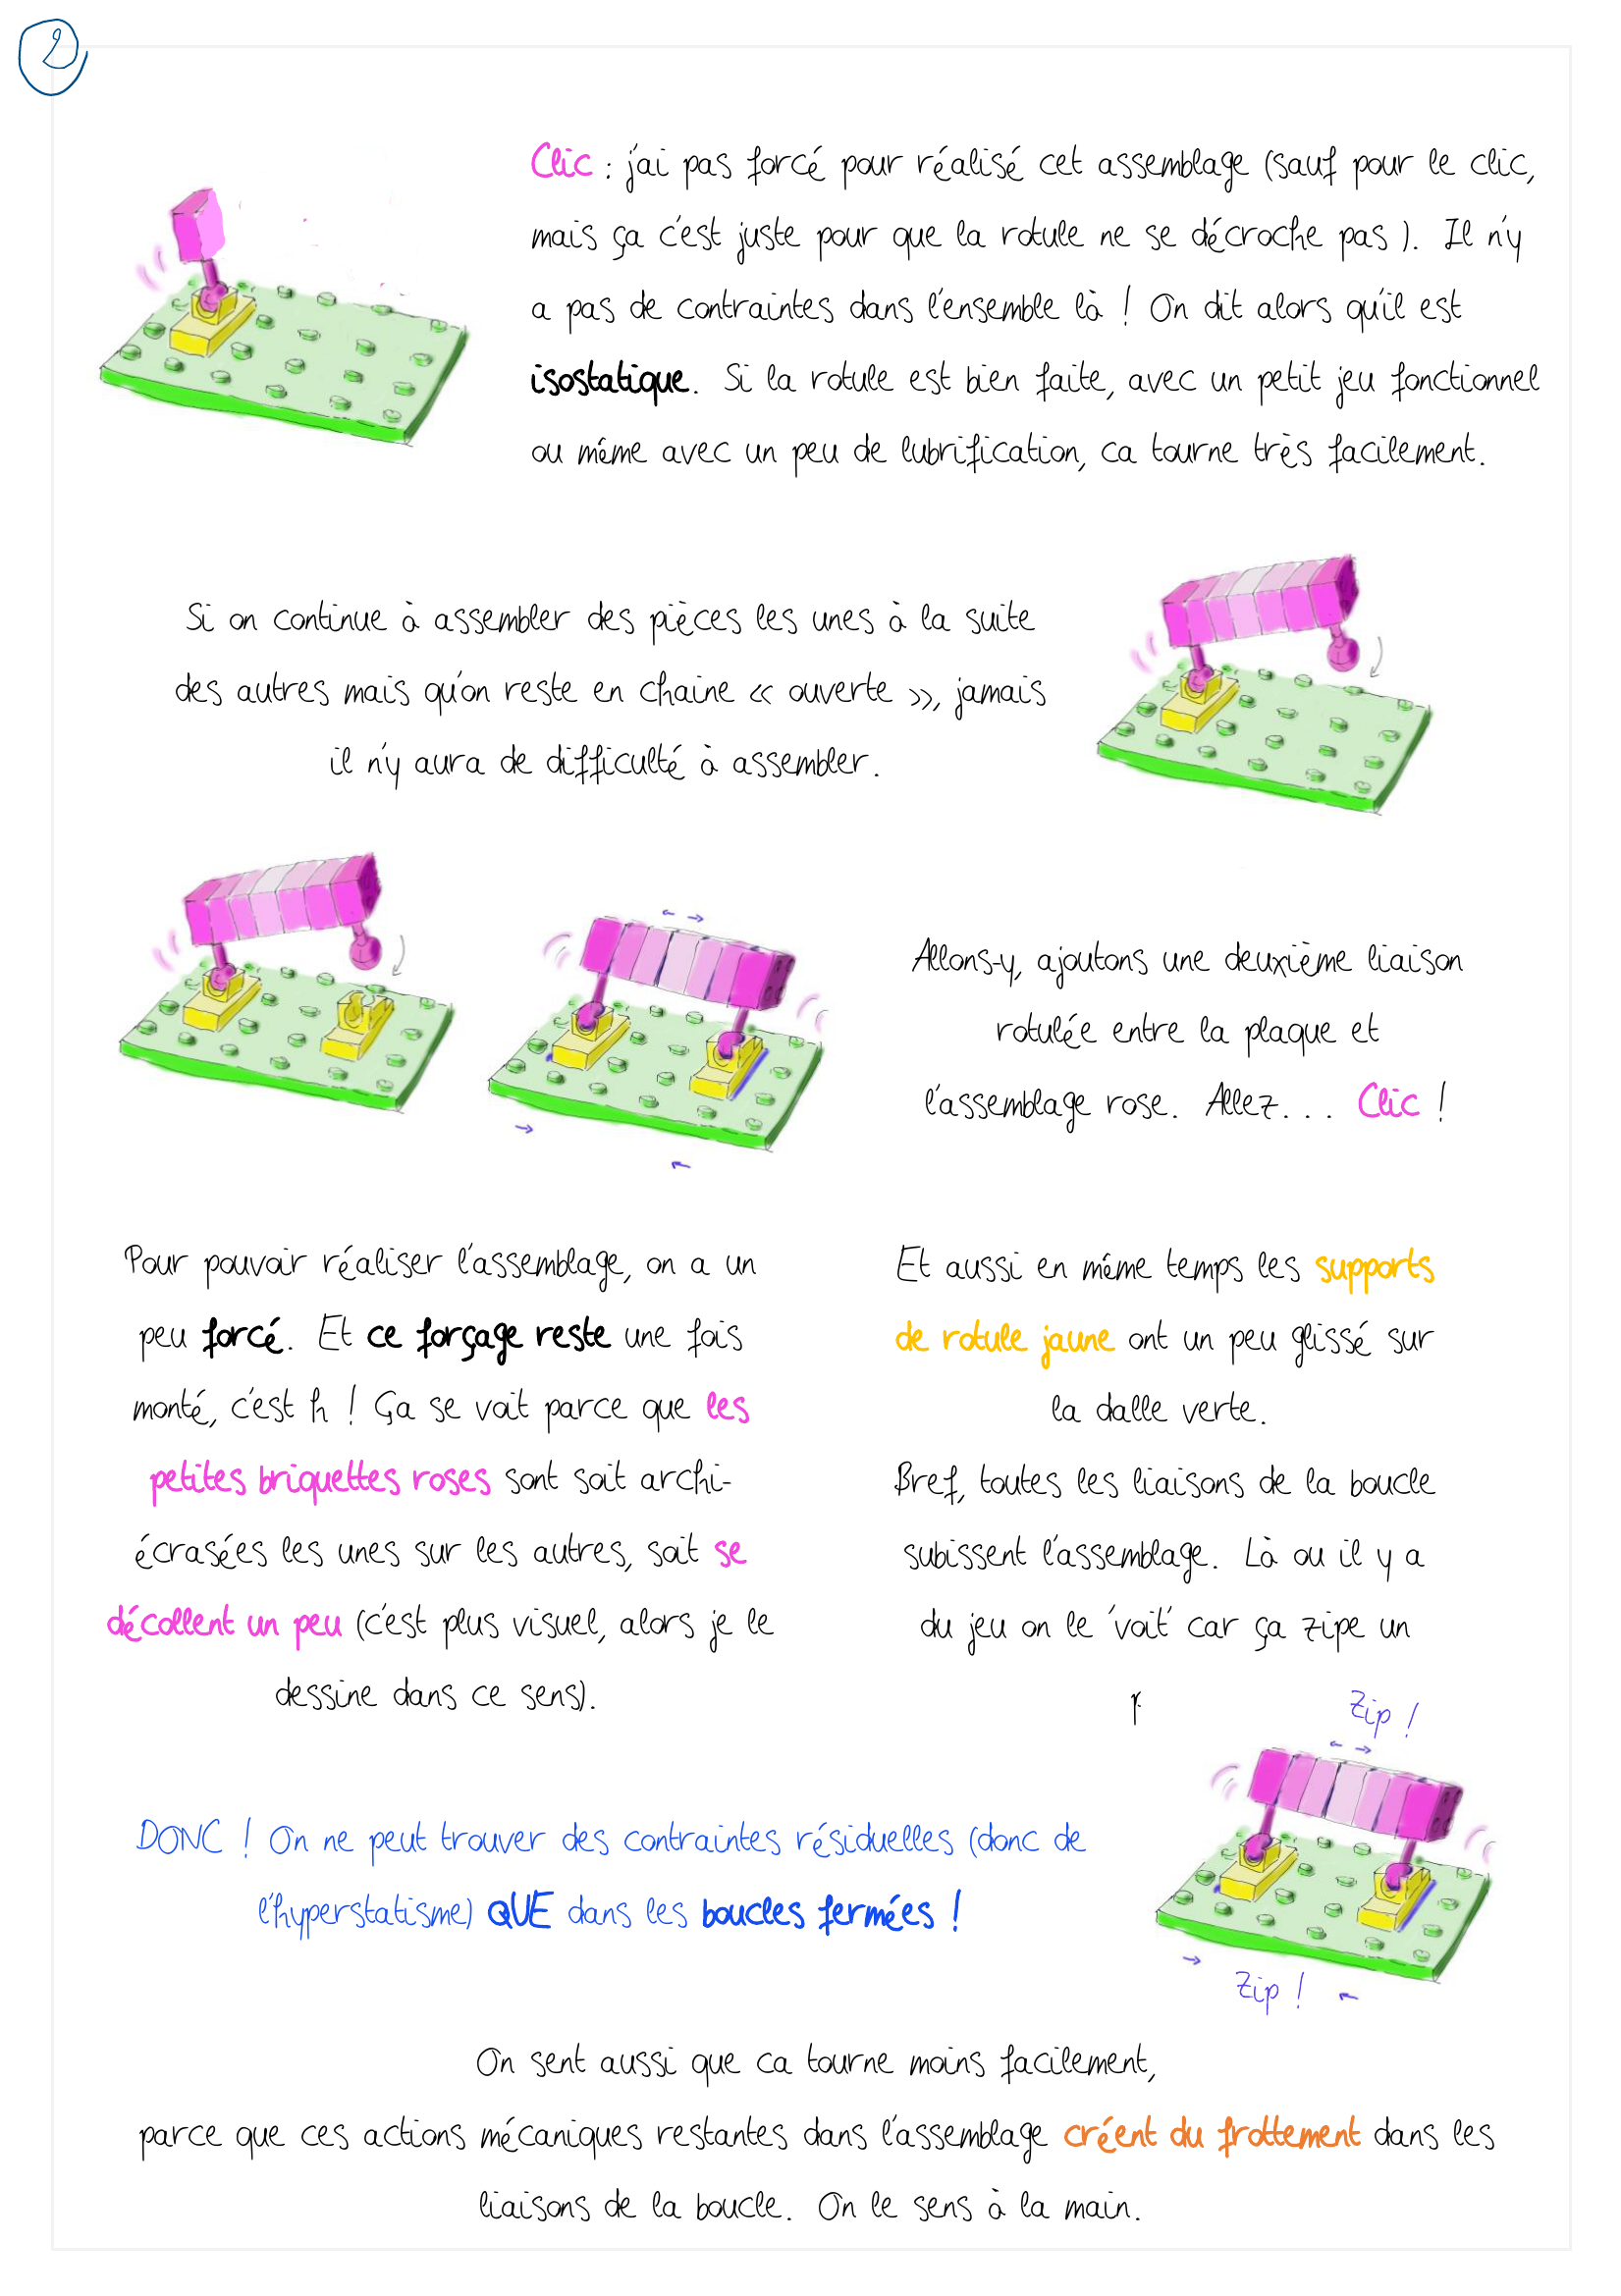 2
Clic : j'ai pas forcé pour réalisé cet assemblage (sauf pour le clic,
mais ça c'est juste pour que la rotule ne se décroche pas ). Il n'y
a pas de contraintes dans l'ensemble là ! On dit alors qu'il est
isostatique. Si la rotule est bien faite, avec un petit jeu fonctionnel
ou même avec un peu de lubrification, ca tourne très facilement.
Si on continue à assembler des pièces les unes à la suite
des autres mais qu'on reste en chaine « ouverte », jamais
il n'y aura de difficulté à assembler.
Allons-y, ajoutons une deuxième liaison
rotulée entre la plaque et
l'assemblage rose. Allez... Clic !
Pour pouvoir réaliser l'assemblage, on a un
peu forcé. Et ce forçage reste une fois
monté, c'est h ! Ça se voit parce que les
petites briquettes roses sont soit archi-
écrasées les unes sur les autres, soit se
décollent un peu (c'est plus visuel, alors je le
dessine dans ce sens).
Et aussi en même temps les supports
de rotule jaune ont un peu glissé sur
la dalle verte.
Bref, toutes les liaisons de la boucle
subissent l'assemblage. Là ou il y a
du jeu on le 'voit' car ça zipe un
Zip !
DONC ! On ne peut trouver des contraintes résiduelles (donc de
l'hyperstatisme) QUE dans les boucles fermées !
Zip !
On sent aussi que ca tourne moins facilement,
parce que ces actions mécaniques restantes dans l'assemblage créent du frottement dans les
liaisons de la boucle. On le sens à la main.